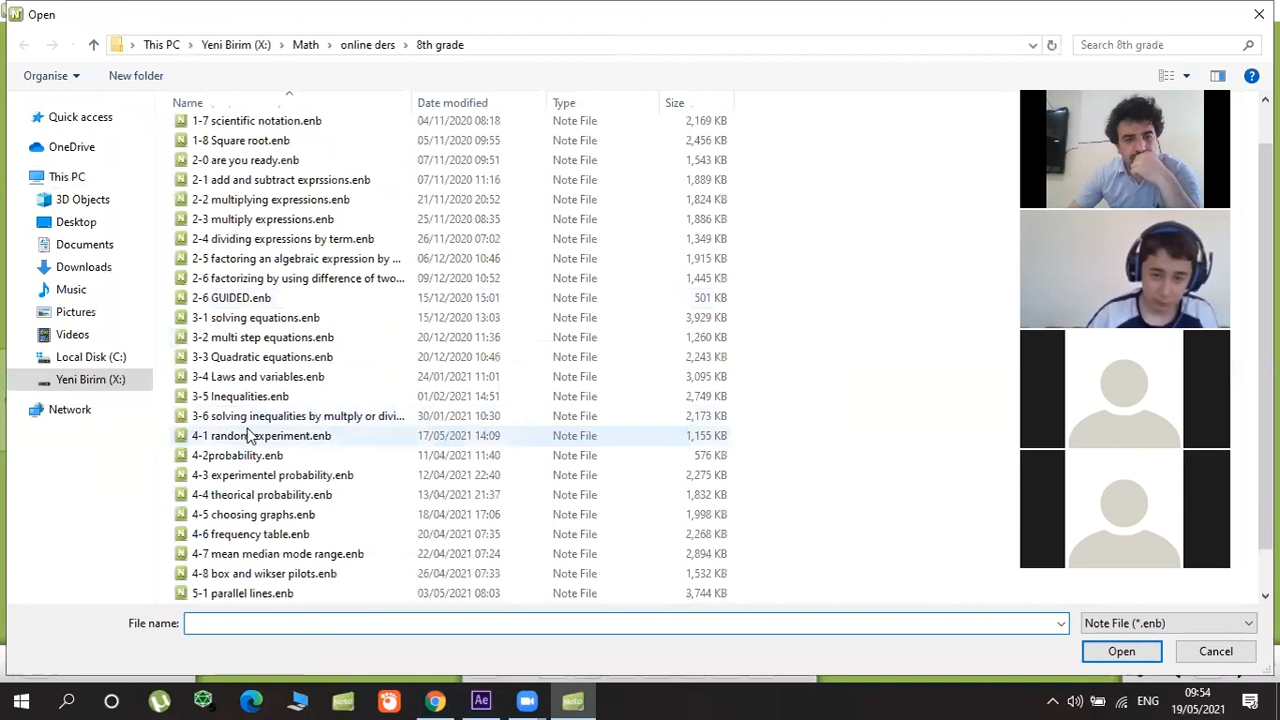 Open
This PC
Yeni Birim (X:)
Math
online ders
8th grade
Search 8th grade
Organise
New folder
Quick access
OneDrive
This PC
3D Objects
Desktop
Documents
Downloads
Music
Pictures
Videos
Local Disk (C:)
Yeni Birim (X:)
Network
Name Date modified Type Size
1-7 scientific notation.enb 04/11/2020 08:18 Note File 2,169 KB
1-8 Square root.enb 05/11/2020 09:55 Note File 2,456 KB
2-0 are you ready.enb 07/11/2020 09:51 Note File 1,543 KB
2-1 add and subtract exprssions.enb 07/11/2020 11:16 Note File 1,889 KB
2-2 multiplying expressions.enb 21/11/2020 20:52 Note File 1,824 KB
2-3 multiply expressions.enb 25/11/2020 08:35 Note File 1,886 KB
2-4 dividing expressions by term.enb 26/11/2020 07:02 Note File 1,349 KB
2-5 factoring an algebraic expression by ... 06/12/2020 10:46 Note File 1,915 KB
2-6 factorizing by using difference of two... 09/12/2020 10:52 Note File 1,445 KB
2-6 GUIDED.enb 15/12/2020 15:01 Note File 501 KB
3-1 solving equations.enb 15/12/2020 13:03 Note File 3,929 KB
3-2 multi step equations.enb 20/12/2020 11:36 Note File 1,260 KB
3-3 Quadratic equations.enb 20/12/2020 10:46 Note File 2,243 KB
3-4 Laws and variables.enb 24/01/2021 11:01 Note File 3,095 KB
3-5 Inequalities.enb 01/02/2021 14:51 Note File 2,749 KB
3-6 solving inequalities by multply or divi... 30/01/2021 10:30 Note File 2,173 KB
4-1 random experiment.enb 17/05/2021 14:09 Note File 1,155 KB
4-2probability.enb 11/04/2021 11:40 Note File 576 KB
4-3 experimentel probability.enb 12/04/2021 22:40 Note File 2,275 KB
4-4 theorical probability.enb 13/04/2021 21:37 Note File 1,832 KB
4-5 choosing graphs.enb 18/04/2021 17:06 Note File 1,998 KB
4-6 frequency table.enb 20/04/2021 07:35 Note File 2,268 KB
4-7 mean median mode range.enb 22/04/2021 07:24 Note File 2,894 KB
4-8 box and wikser pilots.enb 26/04/2021 07:33 Note File 1,532 KB
5-1 parallel lines.enb 03/05/2021 08:03 Note File 3,744 KB
File name:
Note File (*.enb)
Open
Cancel
Ae
ENG
09:54
19/05/2021